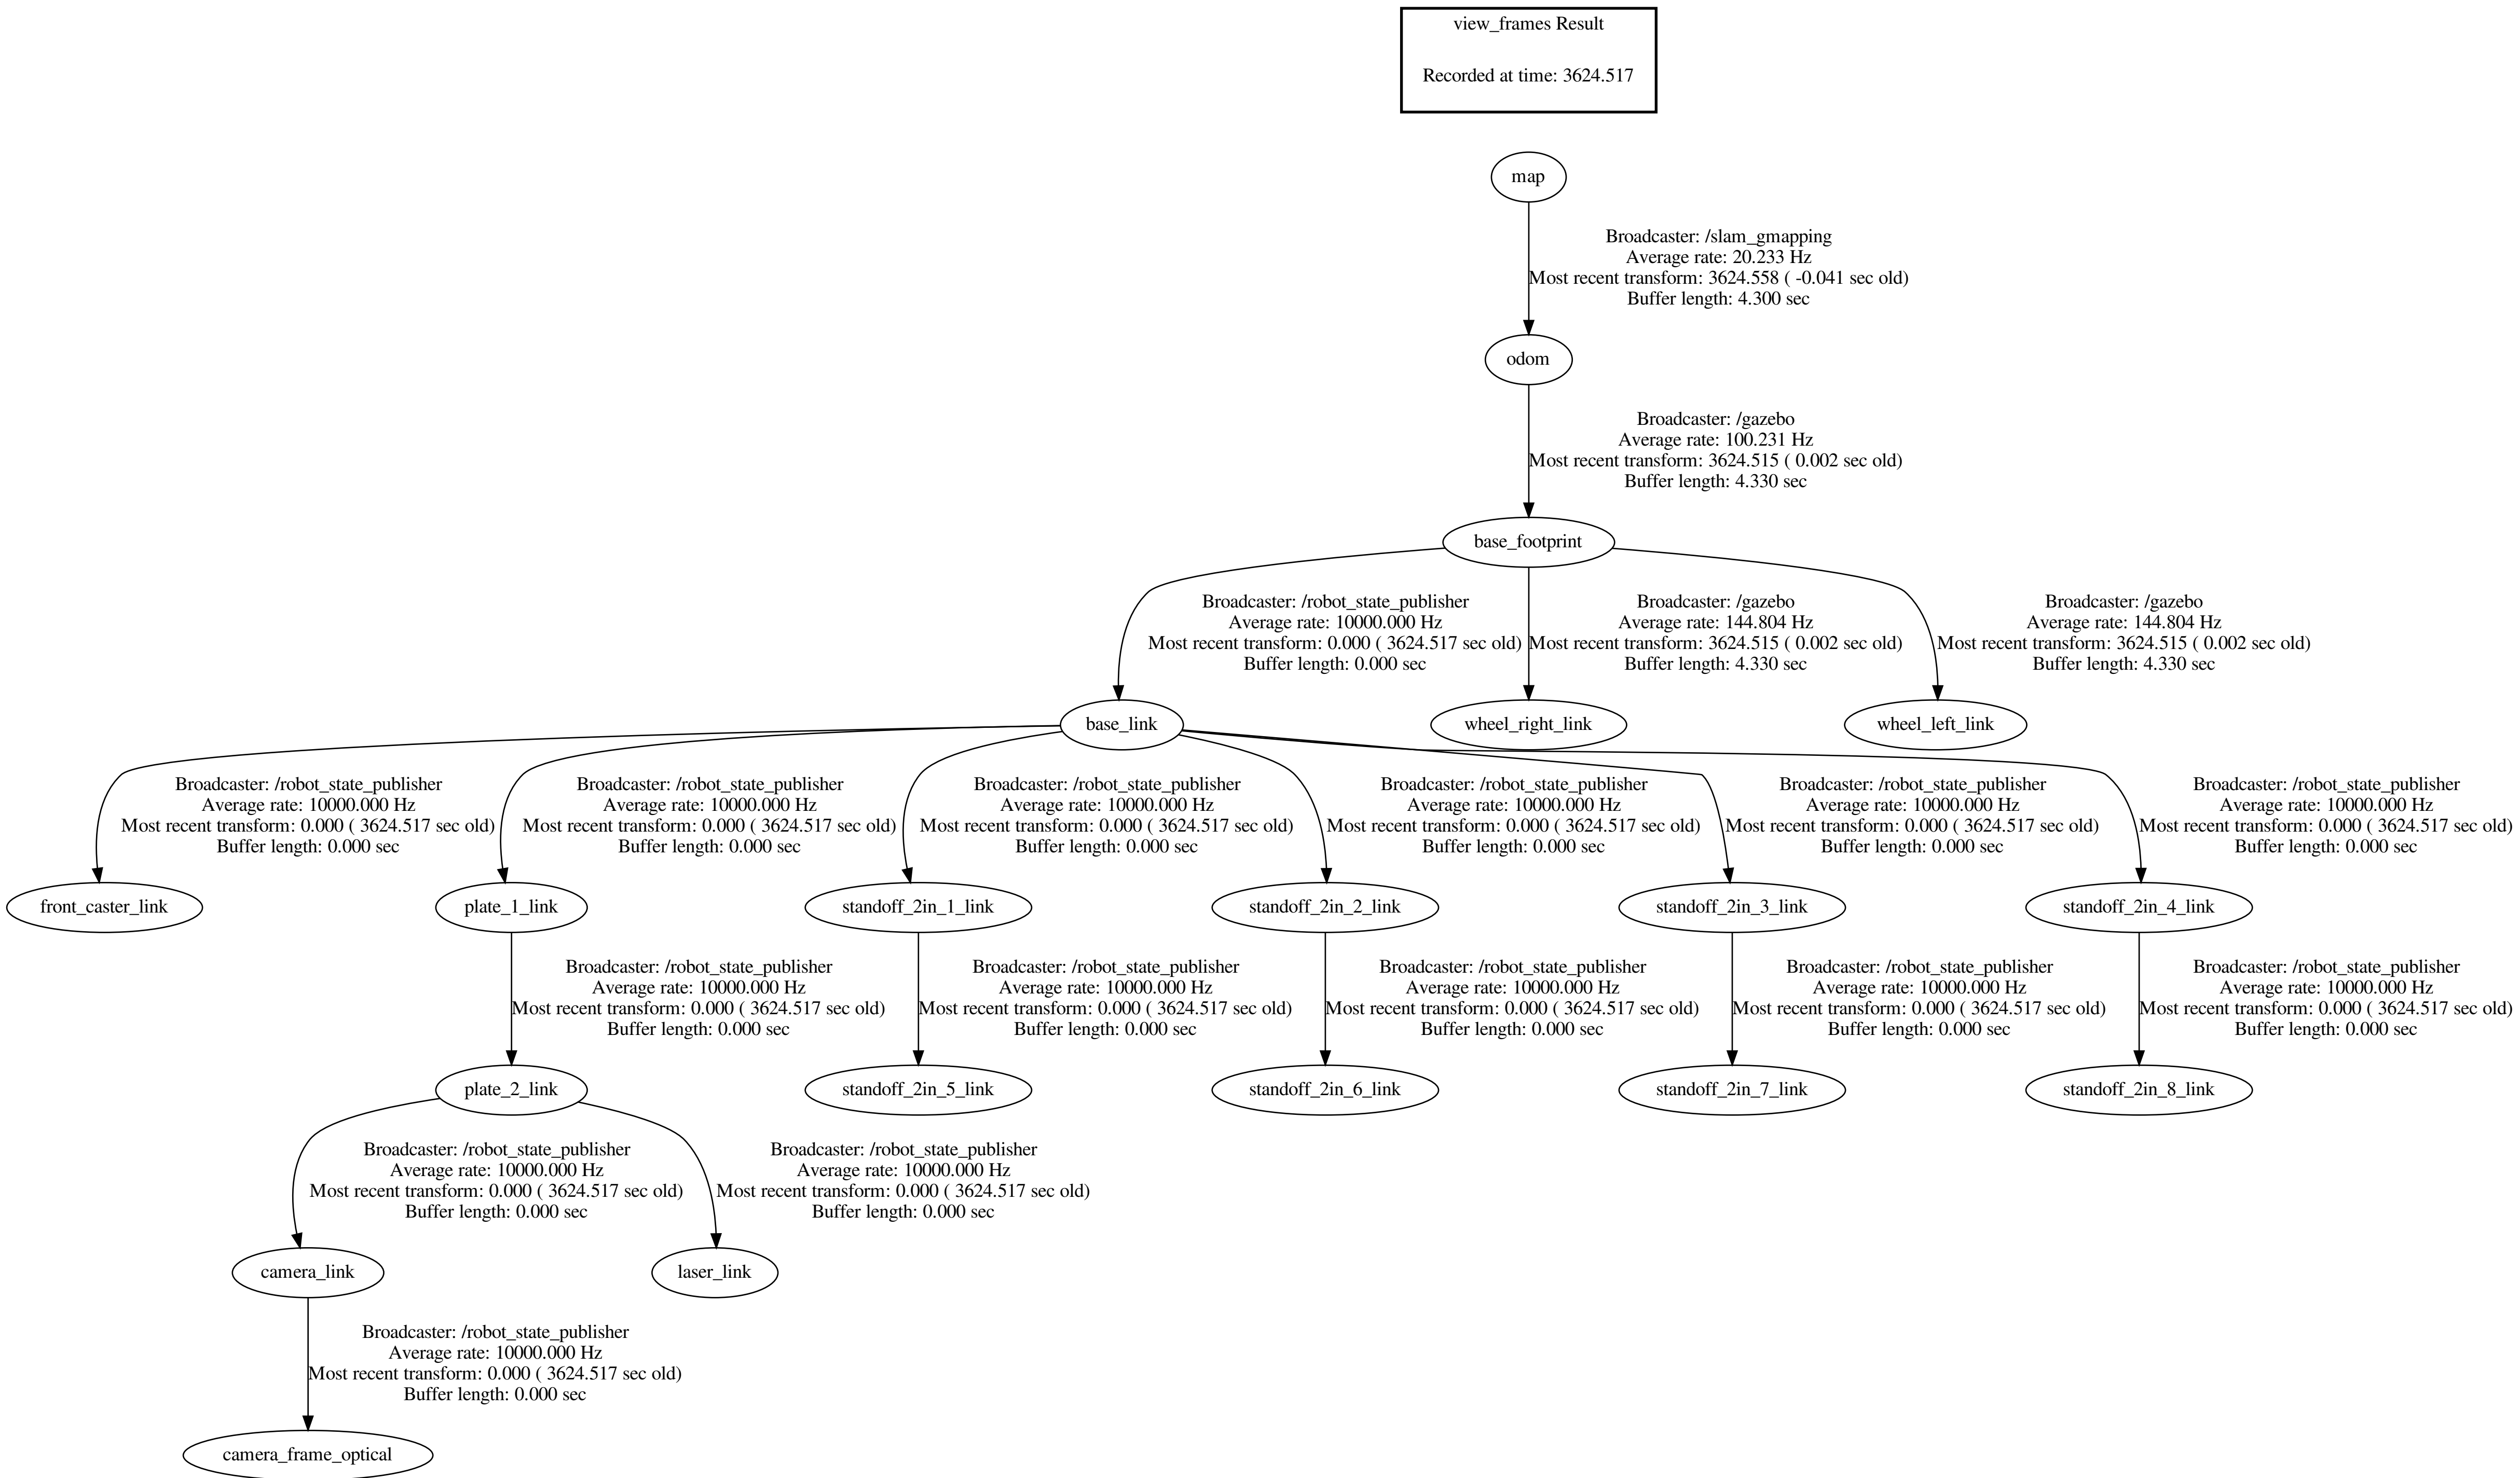 view_frames Result
Recorded at time: 3624.517
map
Broadcaster: /slam_gmapping
Average rate: 20.233 Hz
Most recent transform: 3624.558 ( -0.041 sec old)
Buffer length: 4.300 sec
odom
Broadcaster: /gazebo
Average rate: 100.231 Hz
Most recent transform: 3624.515 ( 0.002 sec old)
Buffer length: 4.330 sec
base_footprint
Broadcaster: /robot_state_publisher
Average rate: 10000.000 Hz
Most recent transform: 0.000 ( 3624.517 sec old)
Buffer length: 0.000 sec
Broadcaster: /gazebo
Average rate: 144.804 Hz
Most recent transform: 3624.515 ( 0.002 sec old)
Buffer length: 4.330 sec
Broadcaster: /gazebo
Average rate: 144.804 Hz
Most recent transform: 3624.515 ( 0.002 sec old)
Buffer length: 4.330 sec
base_link
wheel_right_link
wheel_left_link
Broadcaster: /robot_state_publisher
Average rate: 10000.000 Hz
Most recent transform: 0.000 ( 3624.517 sec old)
Buffer length: 0.000 sec
Broadcaster: /robot_state_publisher
Average rate: 10000.000 Hz
Most recent transform: 0.000 ( 3624.517 sec old)
Buffer length: 0.000 sec
Broadcaster: /robot_state_publisher
Average rate: 10000.000 Hz
Most recent transform: 0.000 ( 3624.517 sec old)
Buffer length: 0.000 sec
Broadcaster: /robot_state_publisher
Average rate: 10000.000 Hz
Most recent transform: 0.000 ( 3624.517 sec old)
Buffer length: 0.000 sec
Broadcaster: /robot_state_publisher
Average rate: 10000.000 Hz
Most recent transform: 0.000 ( 3624.517 sec old)
Buffer length: 0.000 sec
Broadcaster: /robot_state_publisher
Average rate: 10000.000 Hz
Most recent transform: 0.000 ( 3624.517 sec old)
Buffer length: 0.000 sec
front_caster_link
plate_1_link
standoff_2in_1_link
standoff_2in_2_link
standoff_2in_3_link
standoff_2in_4_link
Broadcaster: /robot_state_publisher
Average rate: 10000.000 Hz
Most recent transform: 0.000 ( 3624.517 sec old)
Buffer length: 0.000 sec
Broadcaster: /robot_state_publisher
Average rate: 10000.000 Hz
Most recent transform: 0.000 ( 3624.517 sec old)
Buffer length: 0.000 sec
Broadcaster: /robot_state_publisher
Average rate: 10000.000 Hz
Most recent transform: 0.000 ( 3624.517 sec old)
Buffer length: 0.000 sec
Broadcaster: /robot_state_publisher
Average rate: 10000.000 Hz
Most recent transform: 0.000 ( 3624.517 sec old)
Buffer length: 0.000 sec
Broadcaster: /robot_state_publisher
Average rate: 10000.000 Hz
Most recent transform: 0.000 ( 3624.517 sec old)
Buffer length: 0.000 sec
plate_2_link
standoff_2in_5_link
standoff_2in_6_link
standoff_2in_7_link
standoff_2in_8_link
Broadcaster: /robot_state_publisher
Average rate: 10000.000 Hz
Most recent transform: 0.000 ( 3624.517 sec old)
Buffer length: 0.000 sec
Broadcaster: /robot_state_publisher
Average rate: 10000.000 Hz
Most recent transform: 0.000 ( 3624.517 sec old)
Buffer length: 0.000 sec
camera_link
laser_link
Broadcaster: /robot_state_publisher
Average rate: 10000.000 Hz
Most recent transform: 0.000 ( 3624.517 sec old)
Buffer length: 0.000 sec
camera_frame_optical